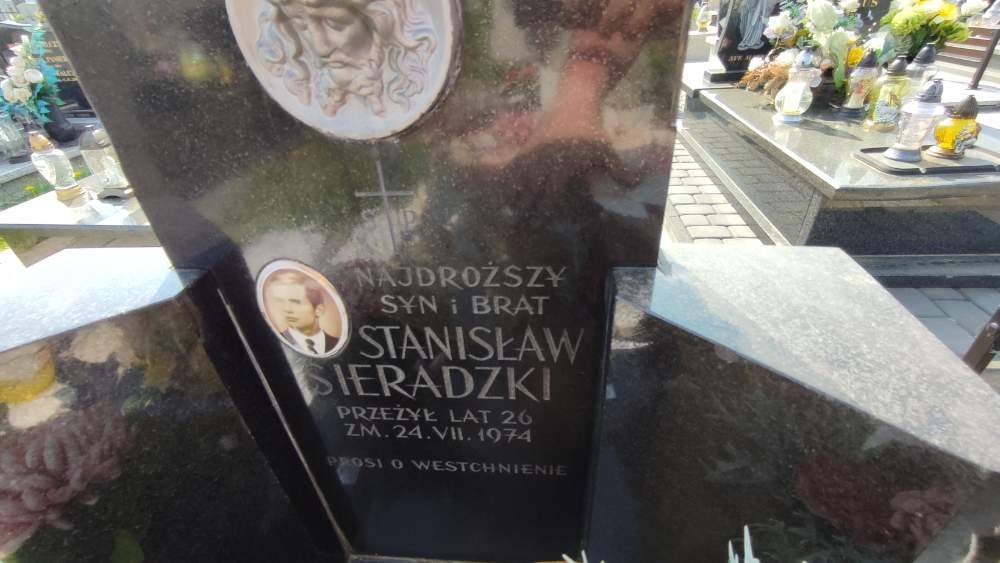 Ś.P.
NAJDROŻSZY
SYN i BRAT
STANISŁAW
SIERADZKI
PRZEŻYŁ LAT 26
ZM. 24.VII.1974
PROSI O WESTCHNIENIE